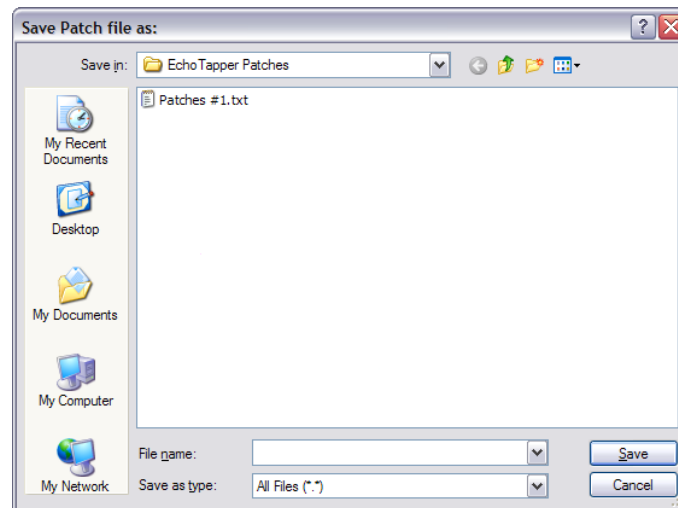 Save Patch file as:
Save in: EchoTapper Patches
Patches #1.txt
My Recent
Documents
Desktop
My Documents
My Computer
My Network
File name:
Save
Save as type: All Files (*.*)
Cancel